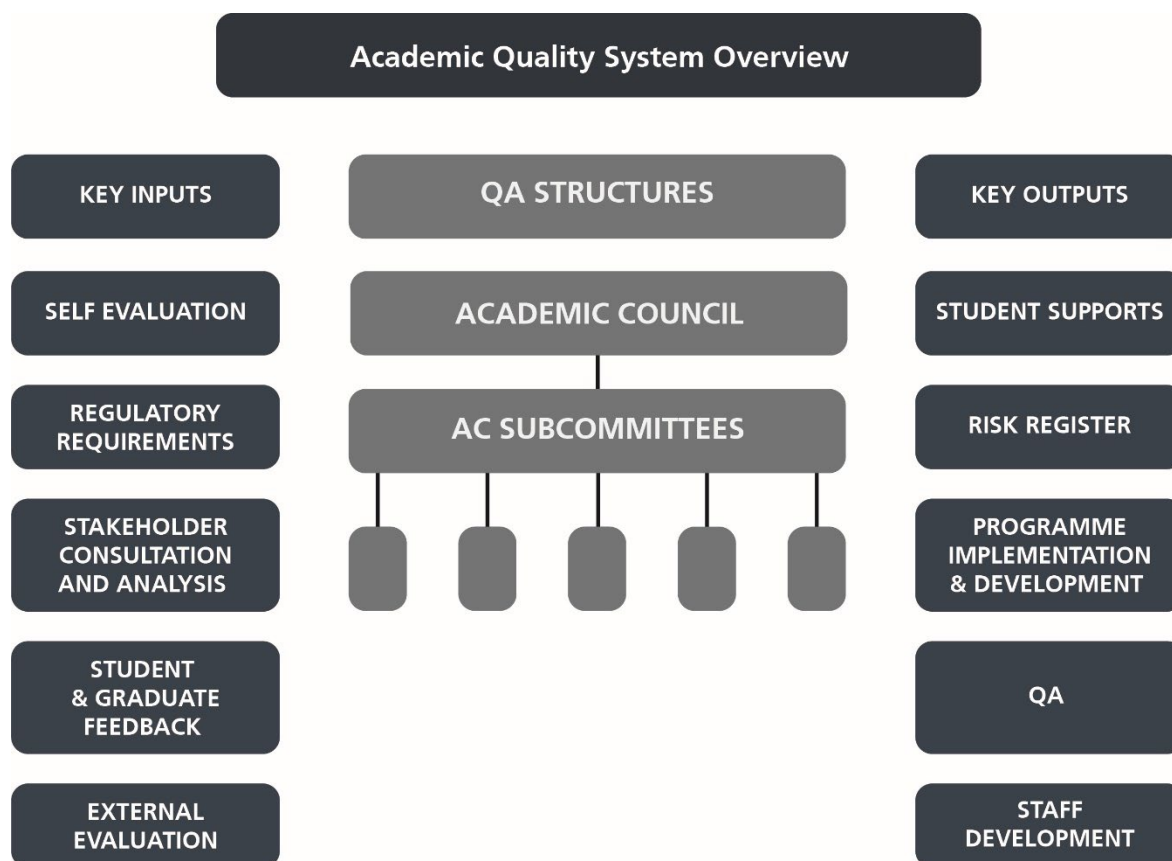 Academic Quality System Overview
KEY INPUTS
QA STRUCTURES
KEY OUTPUTS
SELF EVALUATION
ACADEMIC COUNCIL
STUDENT SUPPORTS
REGULATORY
REQUIREMENTS
AC SUBCOMMITTEES
RISK REGISTER
STAKEHOLDER
CONSULTATION
AND ANALYSIS
PROGRAMME
IMPLEMENTATION
& DEVELOPMENT
STUDENT
& GRADUATE
FEEDBACK
QA
EXTERNAL
EVALUATION
STAFF
DEVELOPMENT